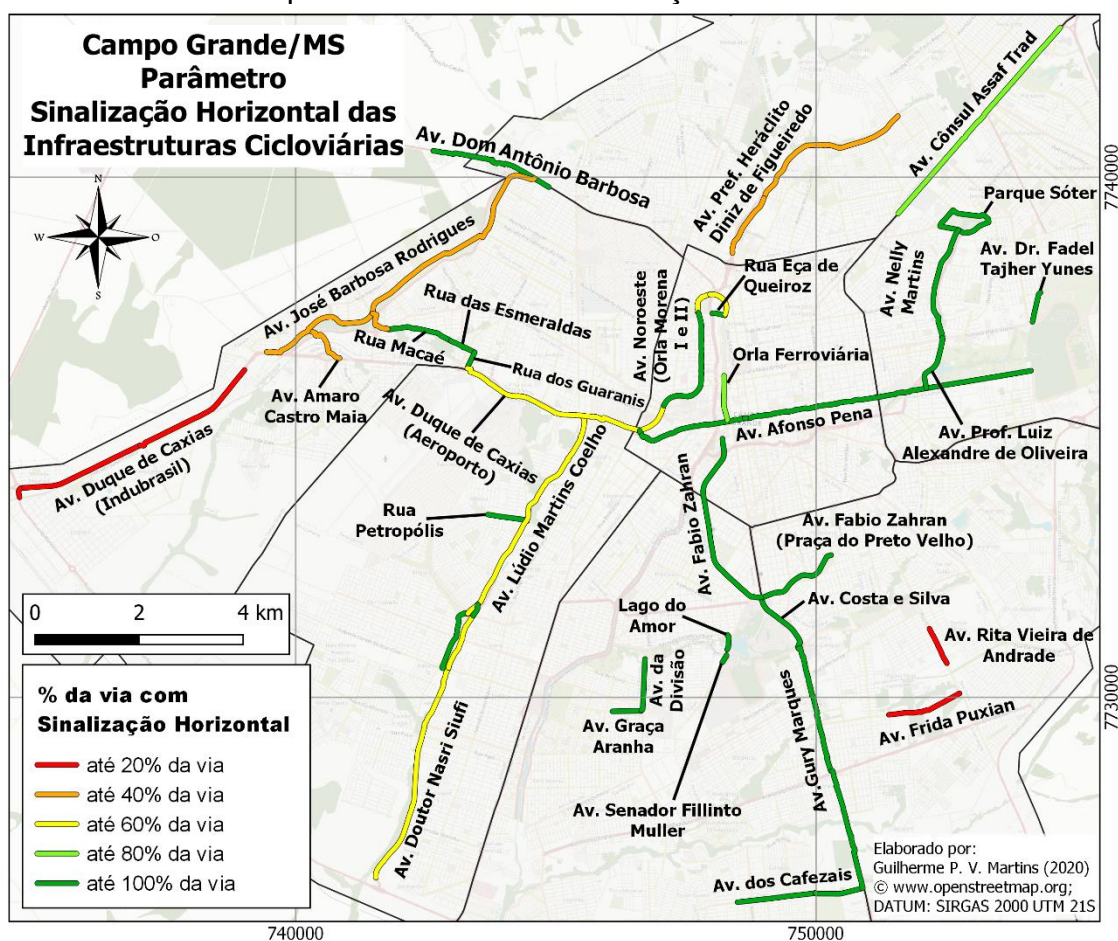 Campo Grande/MS
Parâmetro
Sinalização Horizontal das
Infraestruturas Cicloviárias
N
W
O
S
Av. Dom Antônio Barbosa
Av. Pref. Heráclito
Diniz de Figueiredo
Av. Cônsul Assaf Trad
7740000
Parque Sóter
Av. Dr. Fadel
Tajher Yunes
Av. Nelly
Martins
Rua Eça de
Queiroz
Av. José Barbosa Rodrigues
Rua das Esmeraldas
Av. Noroeste
(Orla Morena
I e II)
Rua Macaé
Rua dos Guaranis
Orla Ferroviária
Av. Amaro
Castro Maia
Av. Duque de Caxias
(Aeroporto)
Av. Afonso Pena
Av. Prof. Luiz
Alexandre de Oliveira
Av. Duque de Caxias
(Indubrasil)
Rua
Petropólis
Av. Lúdio Martins Coelho
Av. Fabio Zahran
Av. Fabio Zahran
(Praça do Preto Velho)
Av. Costa e Silva
Lago do
Amor
Av. Rita Vieira de
Andrade
Av. da
Divisão
Av. Graça
Aranha
Av. Frida Puxian
7730000
Av.Gury Marques
Av. Senador Fillinto
Muller
Av. Doutor Nasri Siufi
Av. dos Cafezais
0 2 4 km
% da via com
Sinalização Horizontal
até 20% da via
até 40% da via
até 60% da via
até 80% da via
até 100% da via
Elaborado por:
Guilherme P. V. Martins (2020)
© www.openstreetmap.org;
DATUM: SIRGAS 2000 UTM 21S
740000
750000